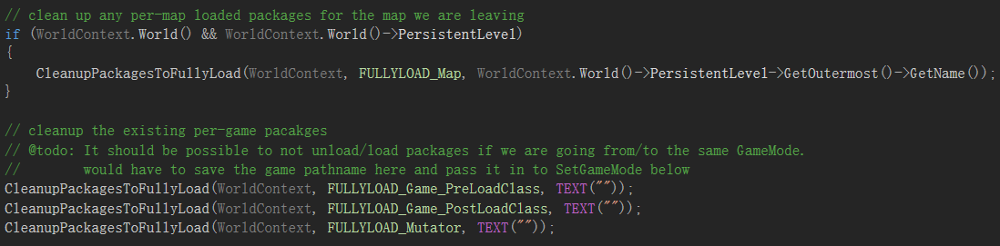 // clean up any per-map loaded packages for the map we are leaving
if (WorldContext.World() && WorldContext.World()->PersistentLevel)
{
    CleanupPackagesToFullyLoad(WorldContext, FULLYLOAD_Map, WorldContext.World()->PersistentLevel->GetOutermost()->GetName());
}

// cleanup the existing per-game pacakges
// @todo: It should be possible to not unload/load packages if we are going from/to the same GameMode.
//        would have to save the game pathname here and pass it in to SetGameMode below
CleanupPackagesToFullyLoad(WorldContext, FULLYLOAD_Game_PreLoadClass, TEXT(""));
CleanupPackagesToFullyLoad(WorldContext, FULLYLOAD_Game_PostLoadClass, TEXT(""));
CleanupPackagesToFullyLoad(WorldContext, FULLYLOAD_Mutator, TEXT(""));